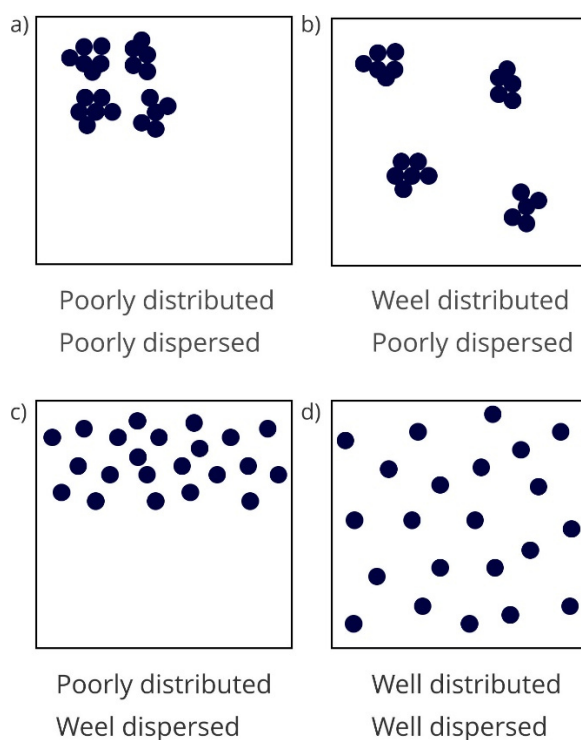 a)
b)
Poorly distributed
Poorly dispersed
Weel distributed
Poorly dispersed
c)
d)
Poorly distributed
Weel dispersed
Well distributed
Well dispersed